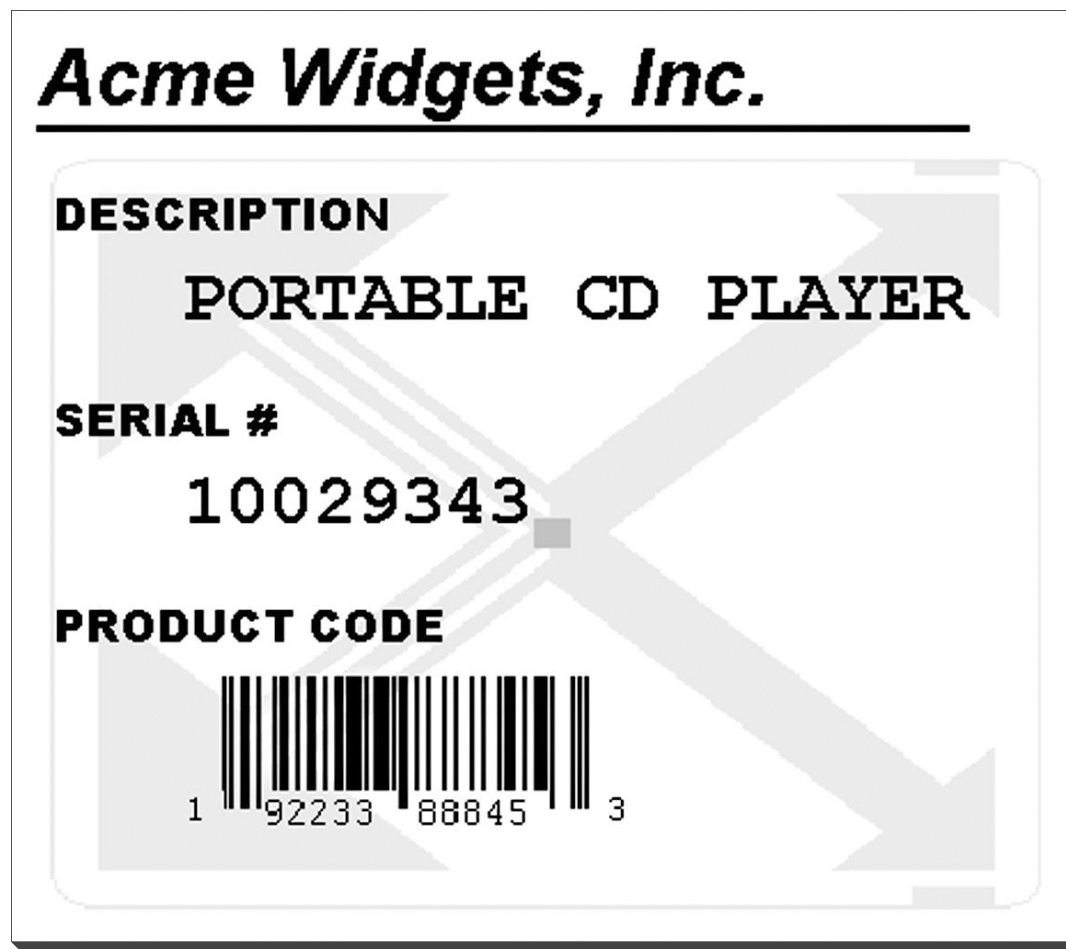 Acme Widgets, Inc.
DESCRIPTION
PORTABLE CD PLAYER
SERIAL #
10029343
PRODUCT CODE
1 92233 88845 3